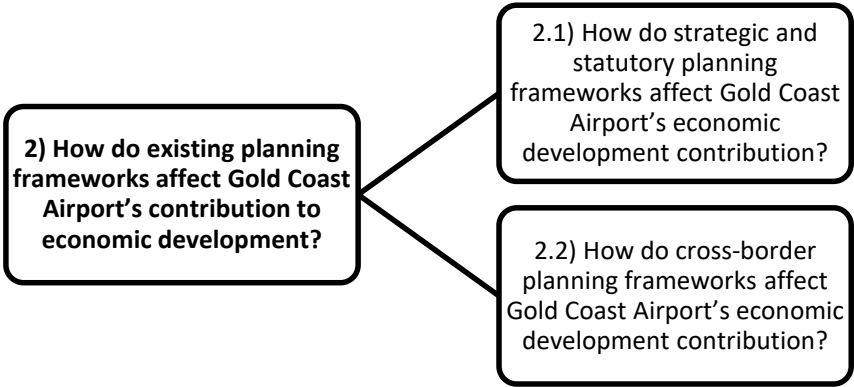 2) How do existing planning
frameworks affect Gold Coast
Airport’s contribution to
economic development?
2.1) How do strategic and
statutory planning
frameworks affect Gold Coast
Airport’s economic
development contribution?
2.2) How do cross-border
planning frameworks affect
Gold Coast Airport’s economic
development contribution?